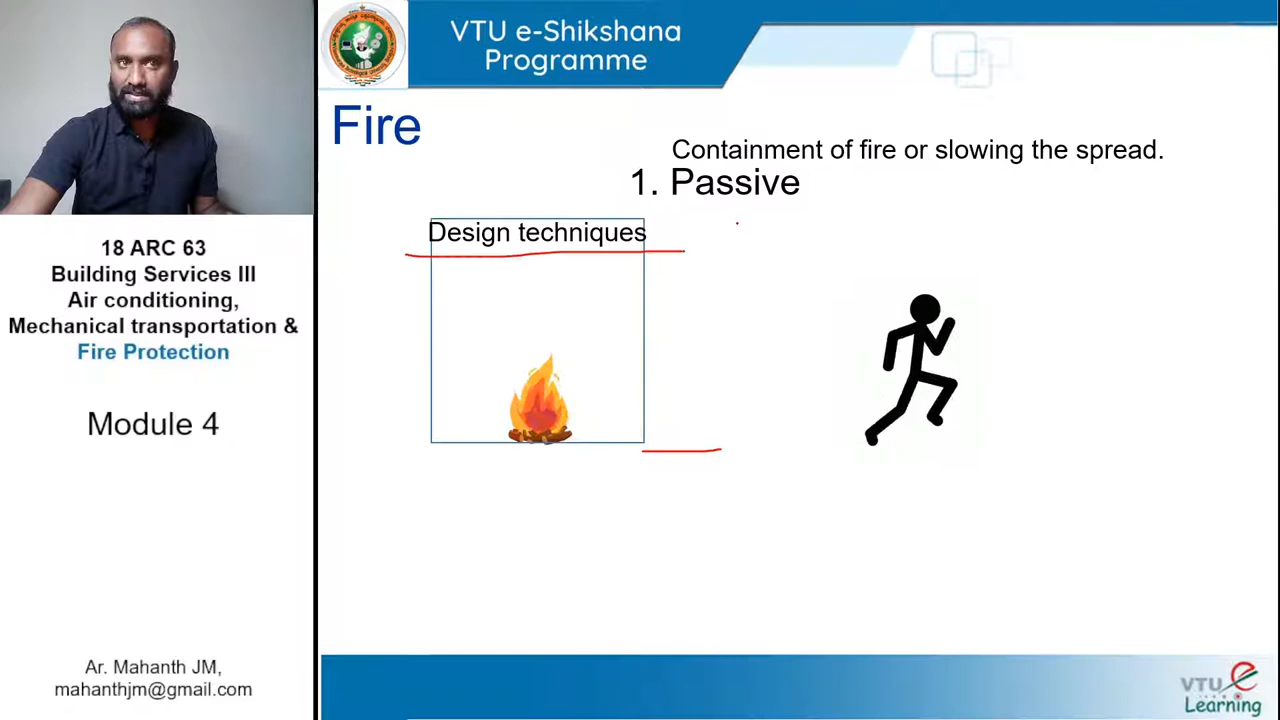 VTU e-Shikshana
Programme
Fire
Containment of fire or slowing the spread.
1. Passive
Design techniques
18 ARC 63
Building Services III
Air conditioning,
Mechanical transportation &
Fire Protection
Module 4
Ar. Mahanth JM,
mahanthjm@gmail.com
VTU e
Learning